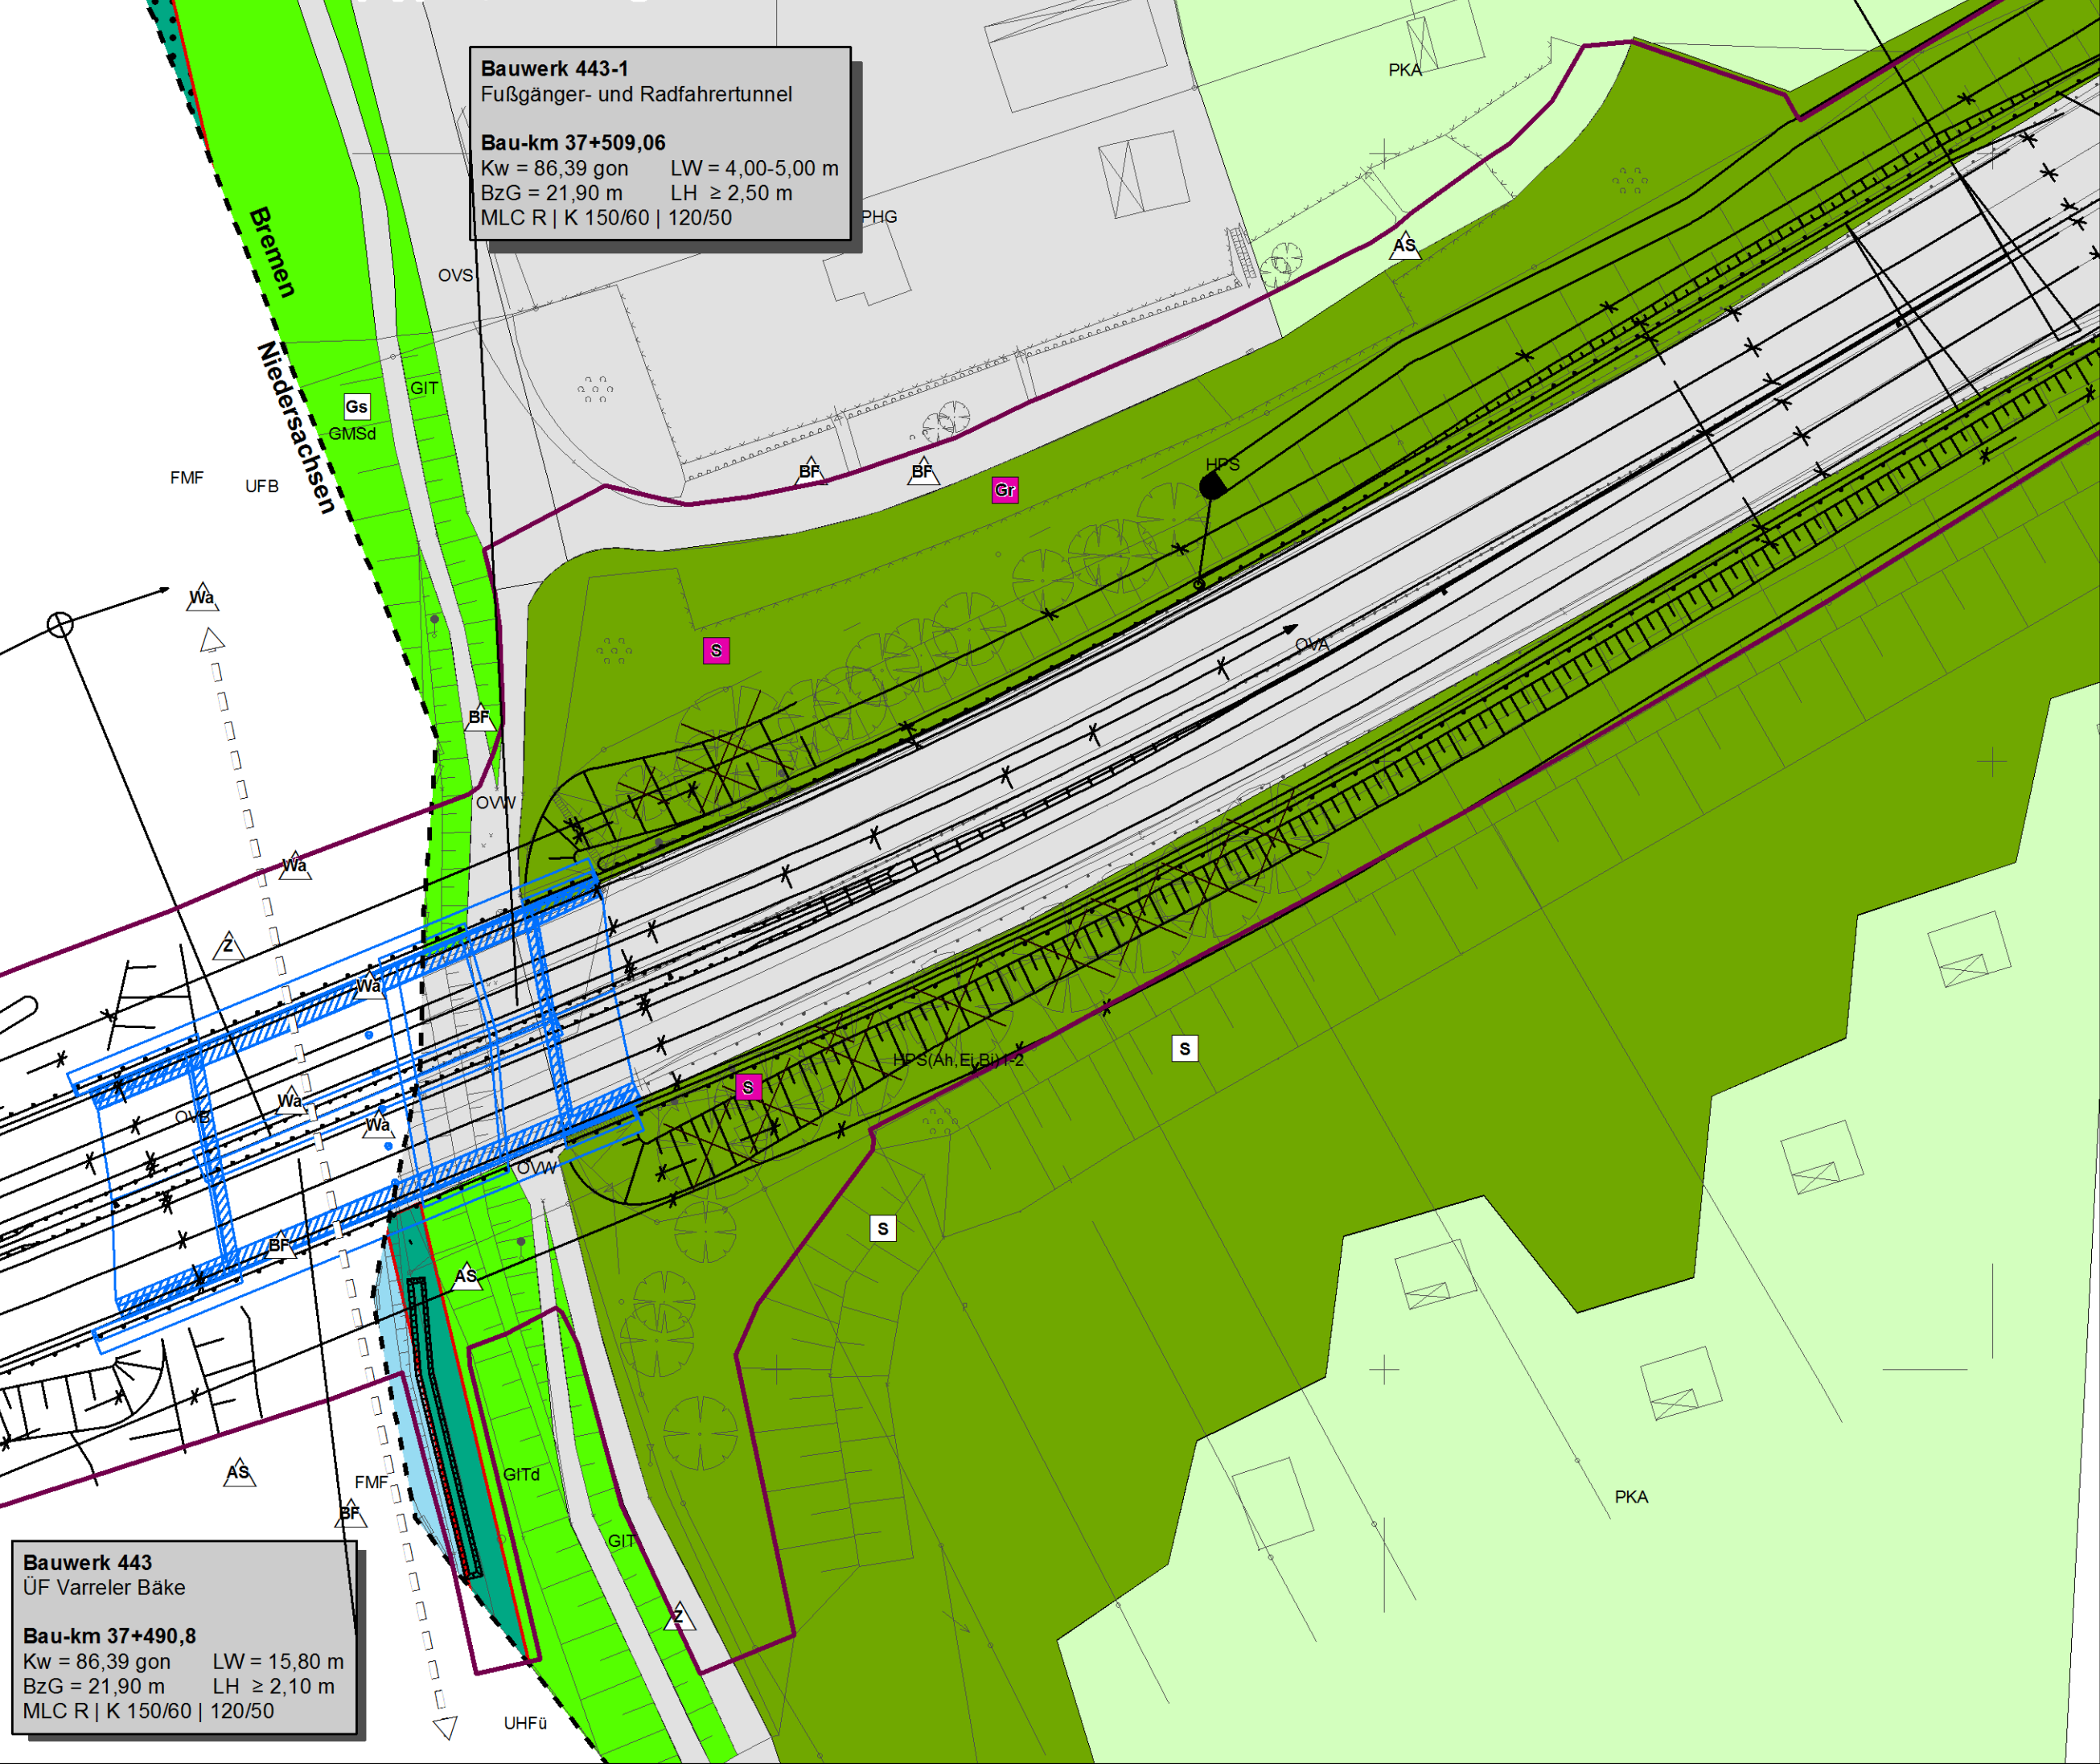 Bauwerk 443-1
Fußgänger- und Radfahrertunnel
Bau-km 37+509,06
Kw = 86,39 gon LW = 4,00-5,00 m
BzG = 21,90 m LH ≥ 2,50 m
MLC R | K 150/60 | 120/50
PKA
PHG
Bremen
AS
OVS
Niedersachsen
GIT
Gs
GMSd
FMF
UFB
BF
BF
Gr
HPS
Wa
S
OVA
BF
OVW
Wa
Z
Wa
S
HPS(Ah,Ei,Bi)1-2
S
Wa
OVB
Wa
OVW
S
BF
AS
AS
FMF
GITd
PKA
BF
GIT
Z
UHFü
Bauwerk 443
ÜF Varreler Bäke
Bau-km 37+490,8
Kw = 86,39 gon LW = 15,80 m
BzG = 21,90 m LH ≥ 2,10 m
MLC R | K 150/60 | 120/50